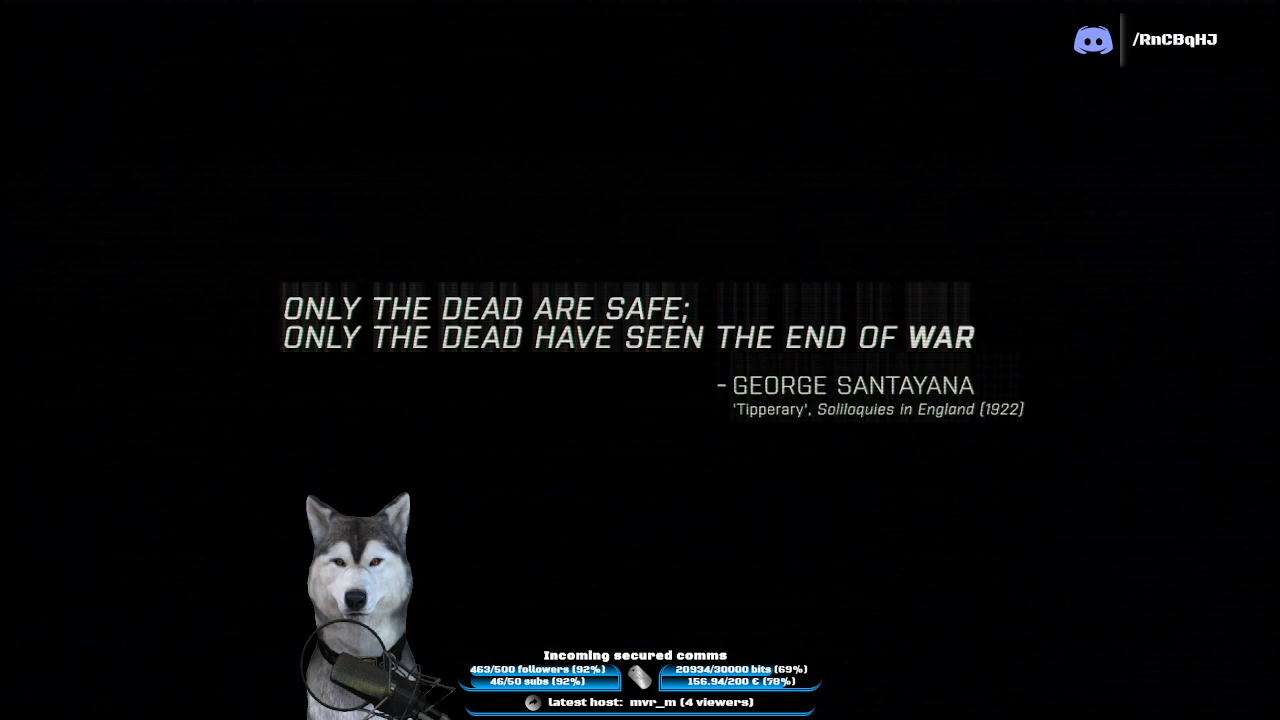 /RnCBqHJ
ONLY THE DEAD ARE SAFE;
ONLY THE DEAD HAVE SEEN THE END OF WAR
- GEORGE SANTAYANA
'Tipperary', Soliloquies in England (1922)
Incoming secured comms
463/500 followers (92%)
46/50 subs (92%)
20934/30000 bits (69%)
156.94/200 € (78%)
latest host: mvr_m (4 viewers)